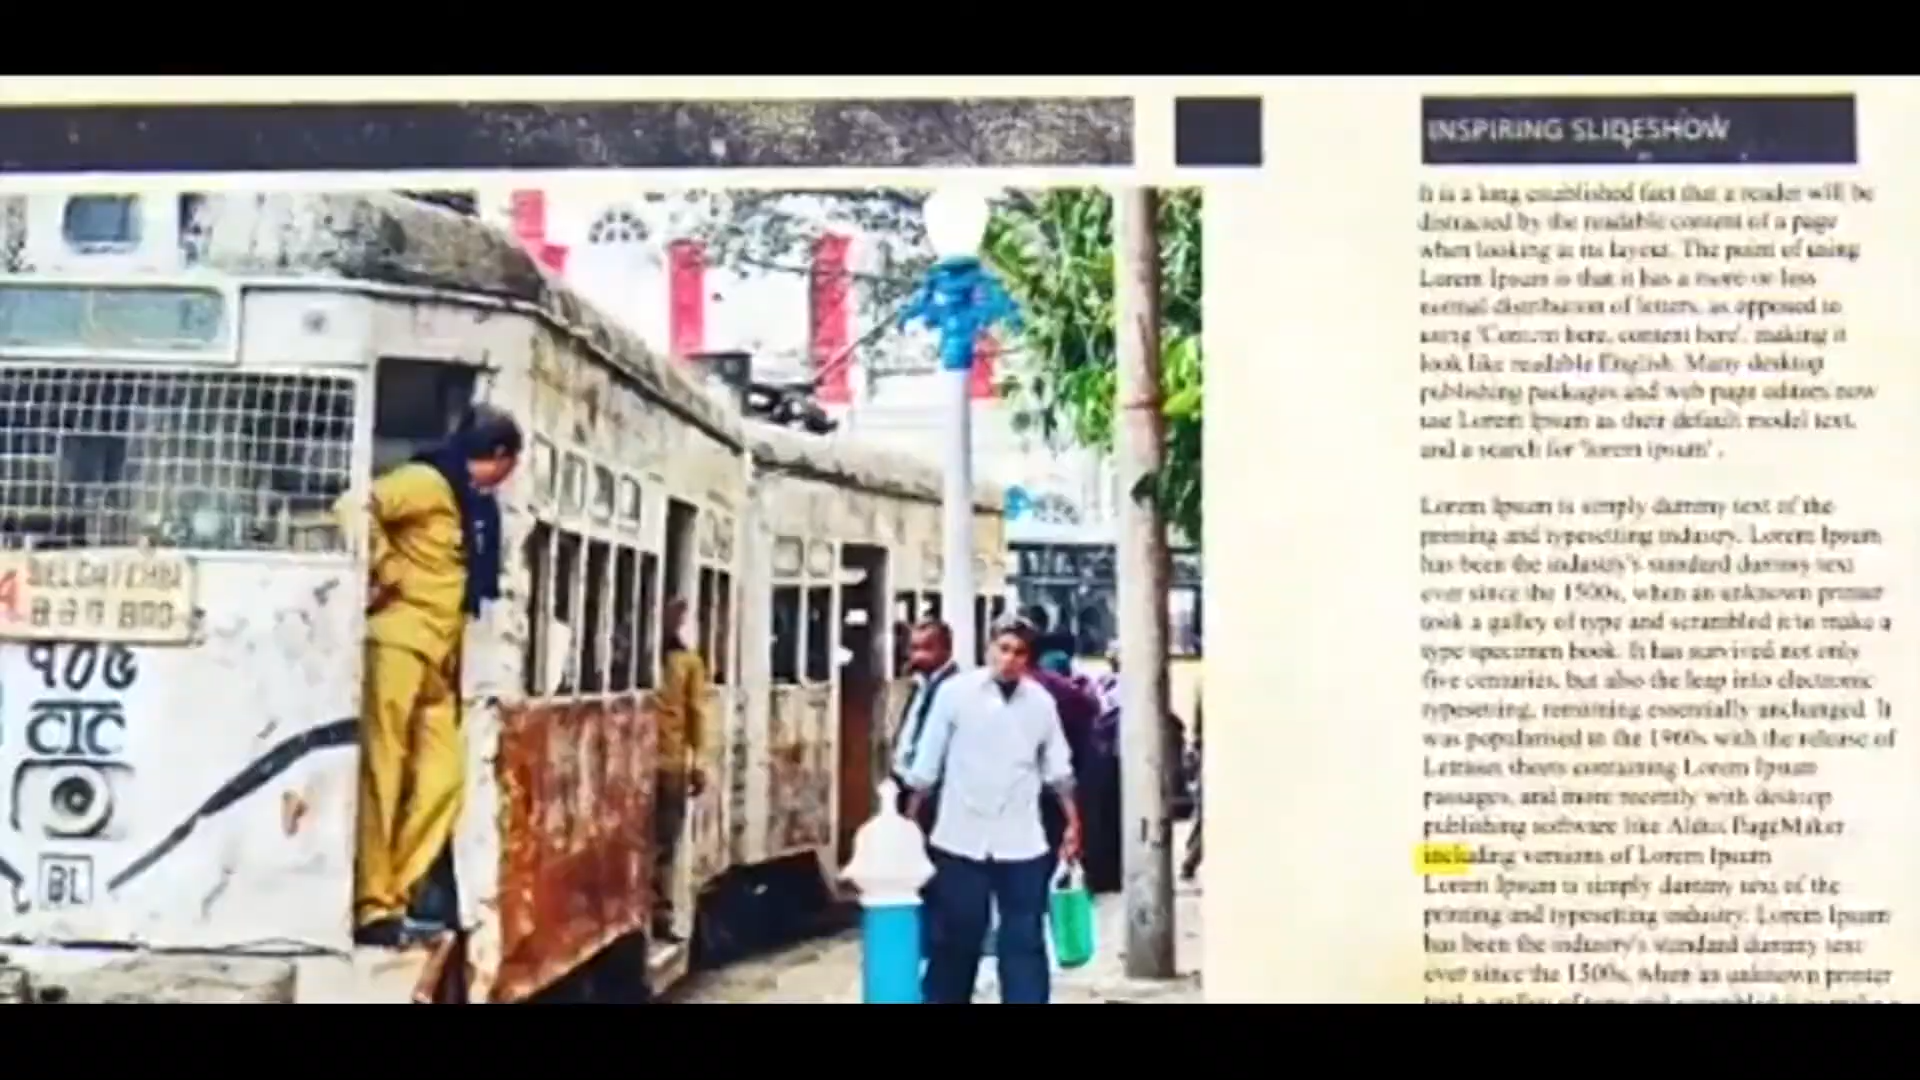 INSPIRING SLIDESHOW
It is a long established fact that a reader will be
distracted by the readable content of a page
when looking at its layout. The point of using
Lorem Ipsum is that it has a more-or-less
normal distribution of letters, as opposed to
using 'Content here, content here', making it
look like readable English. Many desktop
publishing packages and web page editors now
use Lorem Ipsum as their default model text,
and a search for 'lorem ipsum' .
Lorem Ipsum is simply dummy text of the
printing and typesetting industry. Lorem Ipsum
has been the industry's standard dummy text
ever since the 1500s, when an unknown printer
took a galley of type and scrambled it to make a
type specimen book. It has survived not only
five centuries, but also the leap into electronic
typesetting, remaining essentially unchanged. It
was popularised in the 1960s with the release of
Letraset sheets containing Lorem Ipsum
passages, and more recently with desktop
publishing software like Aldus PageMaker
including versions of Lorem Ipsum
Lorem Ipsum is simply dummy text of the
printing and typesetting industry. Lorem Ipsum
has been the industry's standard dummy text
ever since the 1500s, when an unknown printer
BELGATCHIA
BBD BAG
৭০৬
CTC
BL